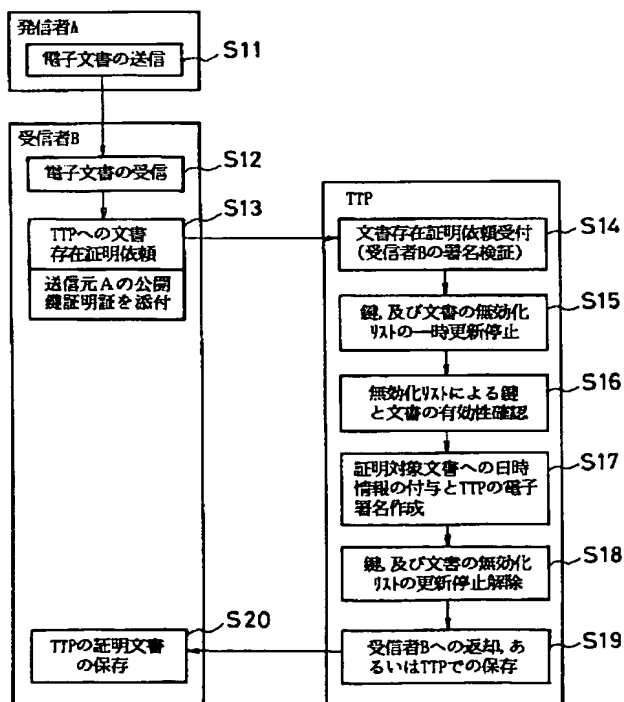 発信者A
電子文書の送信
S11
受信者B
電子文書の受信
S12
TTPへの文書
存在証明依頼
送信元Aの公開
鍵証明証を添付
S13
TTP
文書存在証明依頼受付
(受信者Bの署名検証)
S14
鍵,及び文書の無効化
リストの一時更新停止
S15
無効化リストによる鍵
と文書の有効性確認
S16
証明対象文書への日時
情報の付与とTTPの電子
署名作成
S17
鍵,及び文書の無効化
リストの更新停止解除
S18
受信者Bへの返却,あ
るいはTTPでの保存
S19
TTPの証明文書
の保存
S20